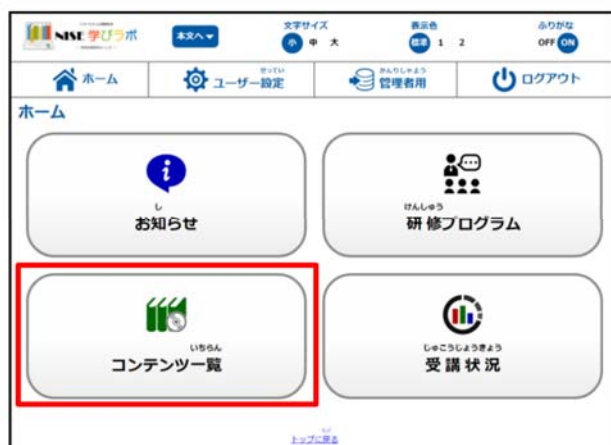 NISE 学びラボ
本文へ
文字サイズ
小 中 大
表示色
標準 1 2
ふりがな
OFF ON
ホーム
せってい
ユーザー設定
かんりしゃよう
管理者用
ログアウト
ホーム
し
お知らせ
けんしゅう
研修プログラム
いちらん
コンテンツ一覧
じゅこうじょうきょう
受講状況
もど
トップに戻る